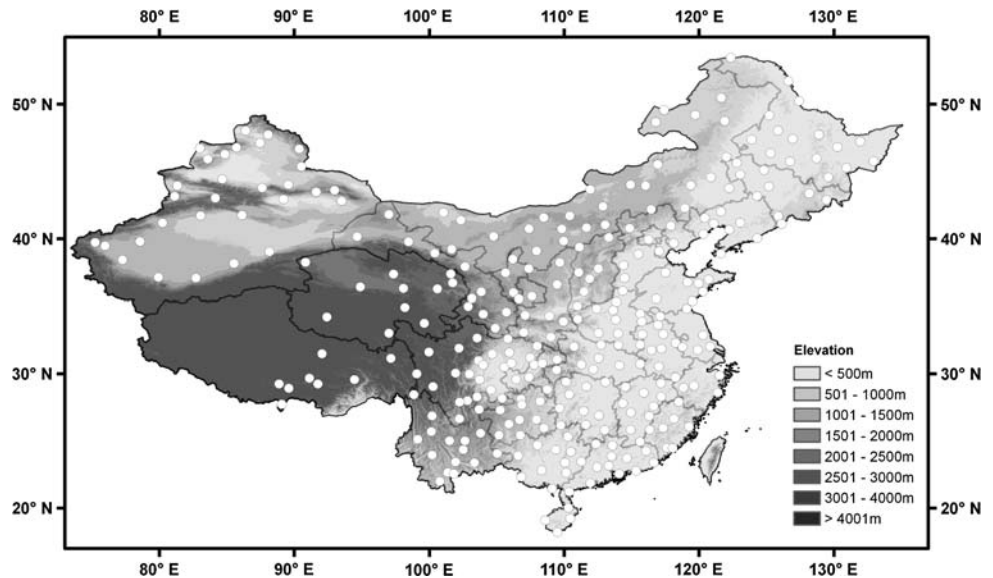 80° E 90° E 100° E 110° E 120° E 130° E
50° N 50° N
40° N 40° N
30° N 30° N
20° N 20° N
Elevation
< 500m
501 - 1000m
1001 - 1500m
1501 - 2000m
2001 - 2500m
2501 - 3000m
3001 - 4000m
> 4001m
80° E 90° E 100° E 110° E 120° E 130° E